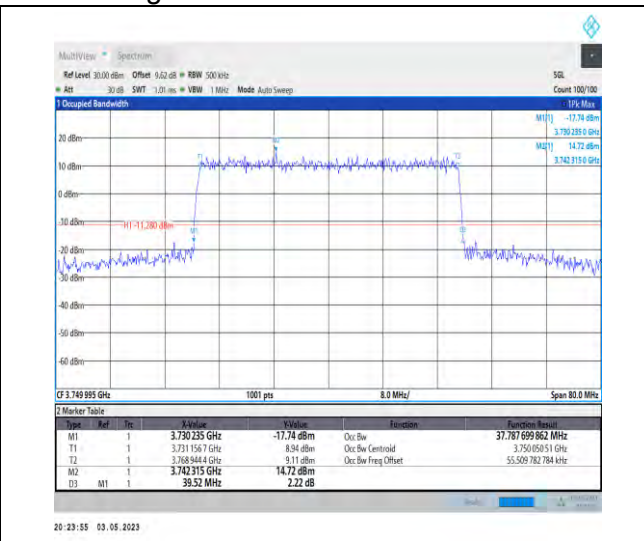 MultiView Spectrum
Ref Level 30.00 dBm Offset 9.62 dB RBW 500 kHz SGL
Att 30 dB SWT 1.01 ms VBW 1 MHz Mode Auto Sweep Count 100/100
1 Occupied Bandwidth 1Pk Max
M1[1] -17.74 dBm
3.730 235 0 GHz
M2[1] 14.72 dBm
3.742 315 0 GHz
20 dBm
T1
T2
10 dBm
0 dBm
-10 dBm
H1 -11.280 dBm
M1
-20 dBm
-30 dBm
-40 dBm
-50 dBm
-60 dBm
CF 3.749 995 GHz 1001 pts 8.0 MHz/ Span 80.0 MHz
2 Marker Table
Type Ref Trc X-Value Y-Value Function Function Result
M1 1 3.730 235 GHz -17.74 dBm Occ Bw 37.787 699 862 MHz
T1 1 3.731 156 7 GHz 8.94 dBm Occ Bw Centroid 3.750 050 51 GHz
T2 1 3.768 944 4 GHz 9.11 dBm Occ Bw Freq Offset 55.509 782 784 kHz
M2 1 3.742 315 GHz 14.72 dBm
D3 M1 1 39.52 MHz 2.22 dB
20:23:55 03.05.2023